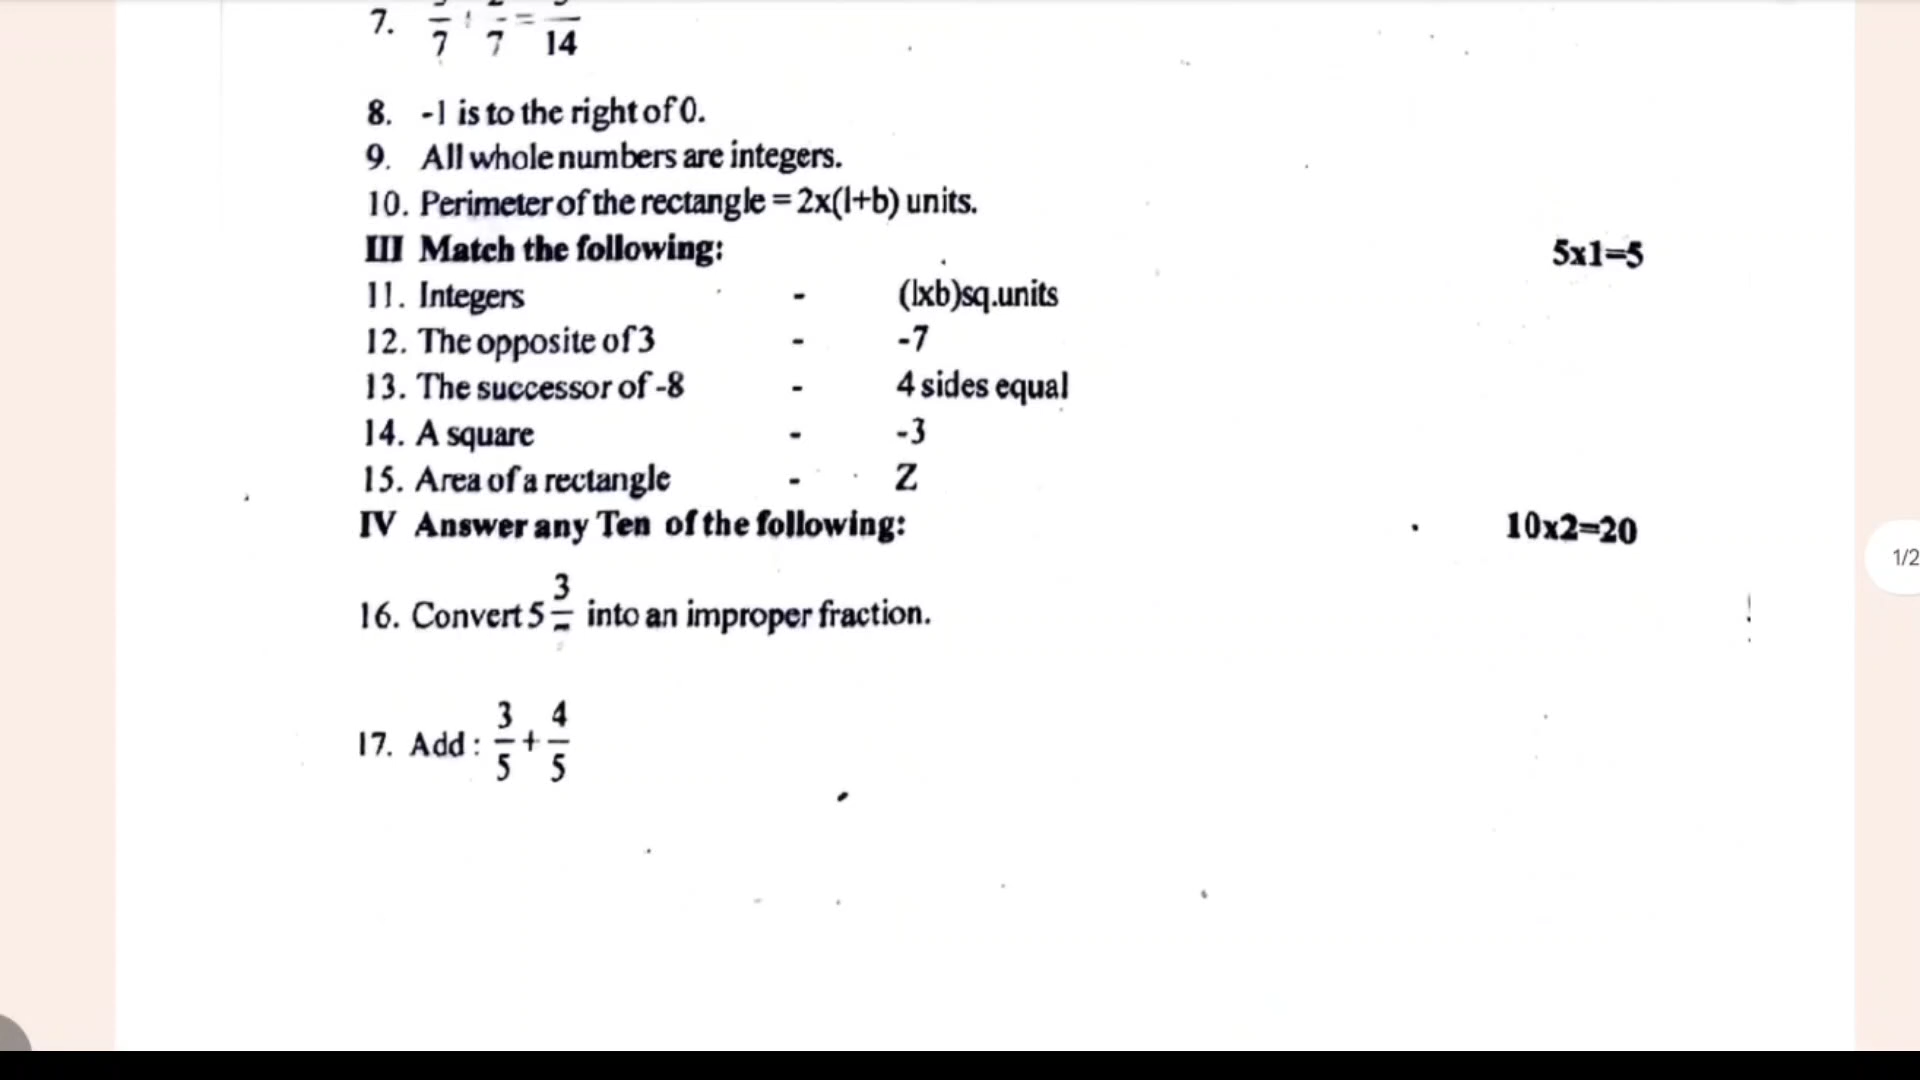 7. 7 7 = 14
8. -1 is to the right of 0.
9. All whole numbers are integers.
10. Perimeter of the rectangle = 2x(l+b) units.
III Match the following: 5x1=5
11. Integers - (lxb)sq.units
12. The opposite of 3 - -7
13. The successor of -8 - 4 sides equal
14. A square - -3
15. Area of a rectangle - Z
IV Answer any Ten of the following: 10x2=20
1/2
16. Convert 5 3 into an improper fraction.
17. Add : 3/5 + 4/5